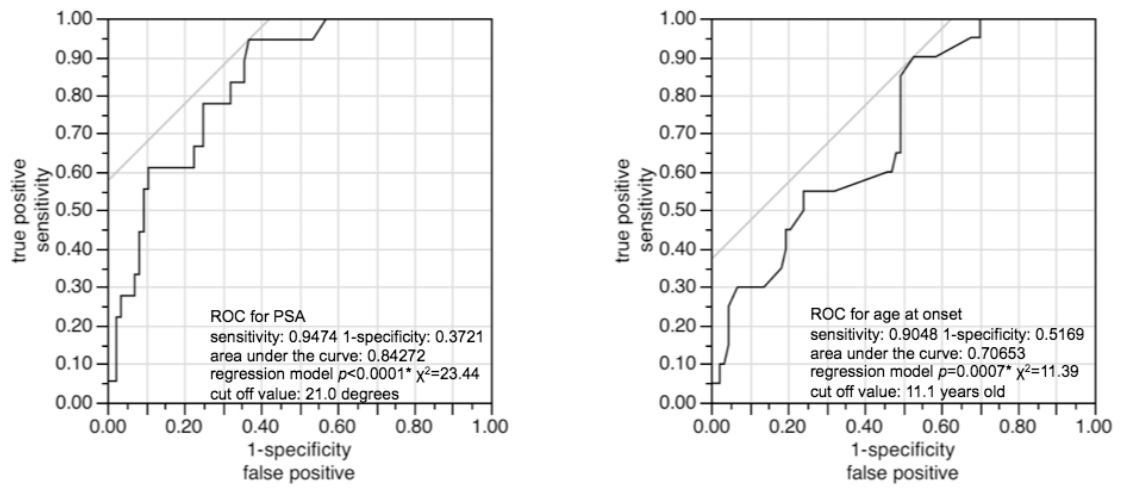 1.00
0.90
0.80
0.70
0.60
0.50
0.40
0.30
0.20
0.10
0.00
true positive
sensitivity
ROC for PSA
sensitivity: 0.9474 1-specificity: 0.3721
area under the curve: 0.84272
regression model p<0.0001* χ²=23.44
cut off value: 21.0 degrees
0.00 0.20 0.40 0.60 0.80 1.00
1-specificity
false positive
1.00
0.90
0.80
0.70
0.60
0.50
0.40
0.30
0.20
0.10
0.00
true positive
sensitivity
ROC for age at onset
sensitivity: 0.9048 1-specificity: 0.5169
area under the curve: 0.70653
regression model p=0.0007* χ²=11.39
cut off value: 11.1 years old
0.00 0.20 0.40 0.60 0.80 1.00
1-specificity
false positive